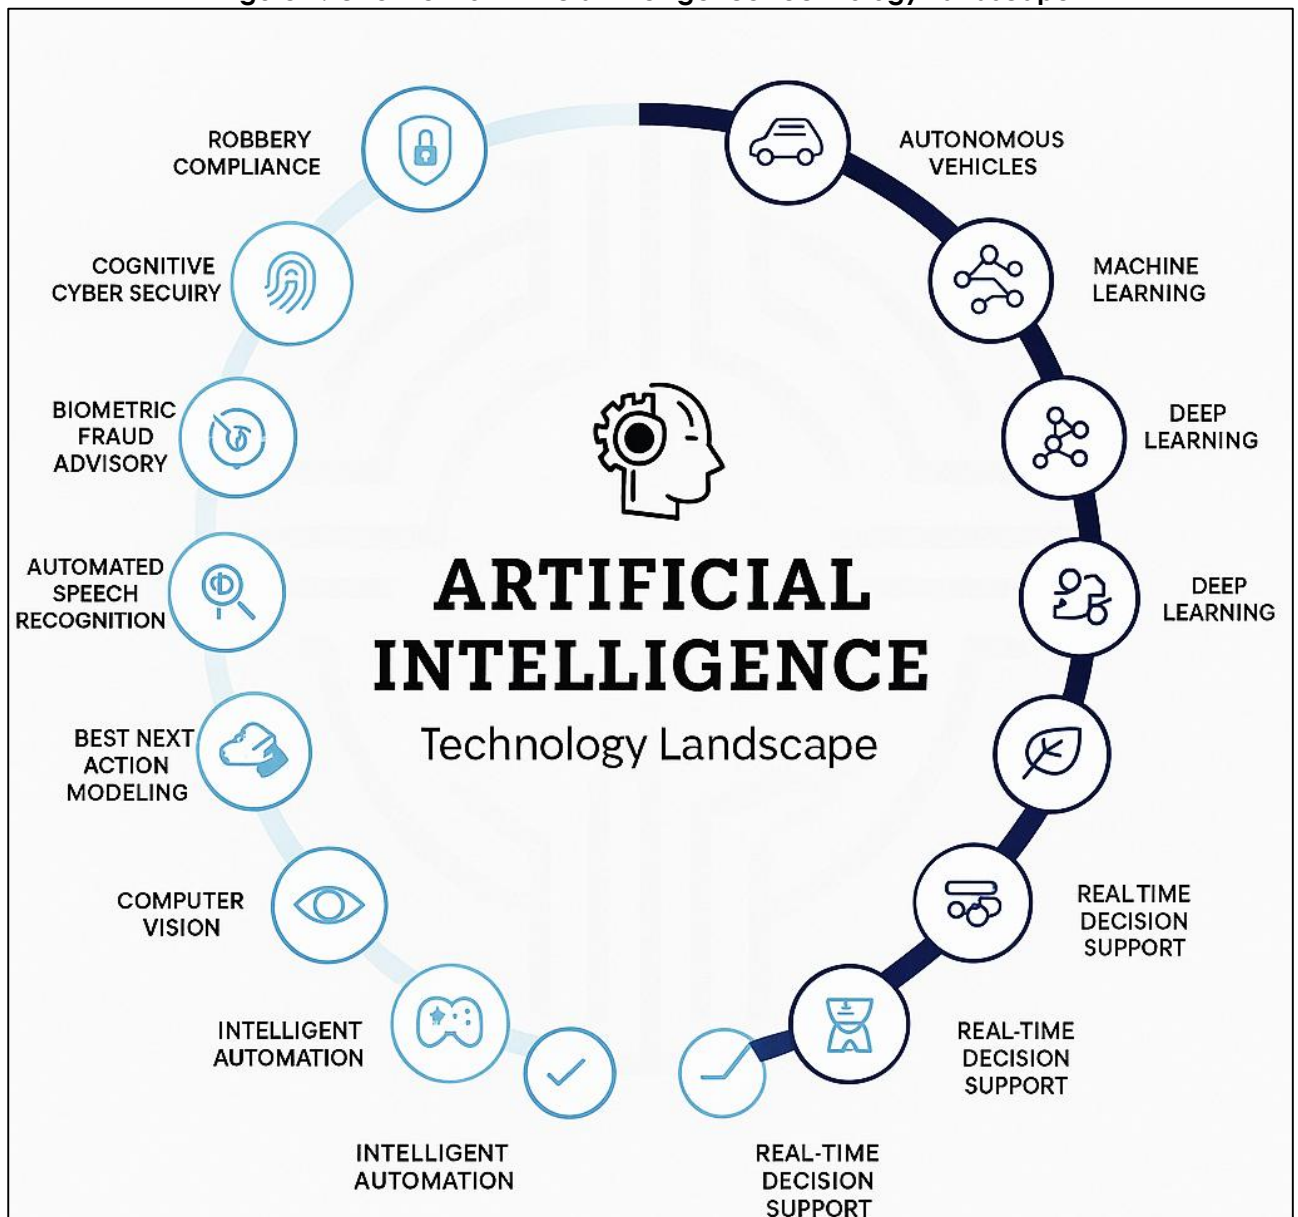 ROBBERY
COMPLIANCE
AUTONOMOUS
VEHICLES
COGNITIVE
CYBER SECUIRY
MACHINE
LEARNING
BIOMETRIC
FRAUD
ADVISORY
DEEP
LEARNING
AUTOMATED
SPEECH
RECOGNITION
DEEP
LEARNING
ARTIFICIAL
INTELLIGENCE
Technology Landscape
BEST NEXT
ACTION
MODELING
COMPUTER
VISION
REALTIME
DECISION
SUPPORT
INTELLIGENT
AUTOMATION
REAL-TIME
DECISION
SUPPORT
INTELLIGENT
AUTOMATION
REAL-TIME
DECISION
SUPPORT